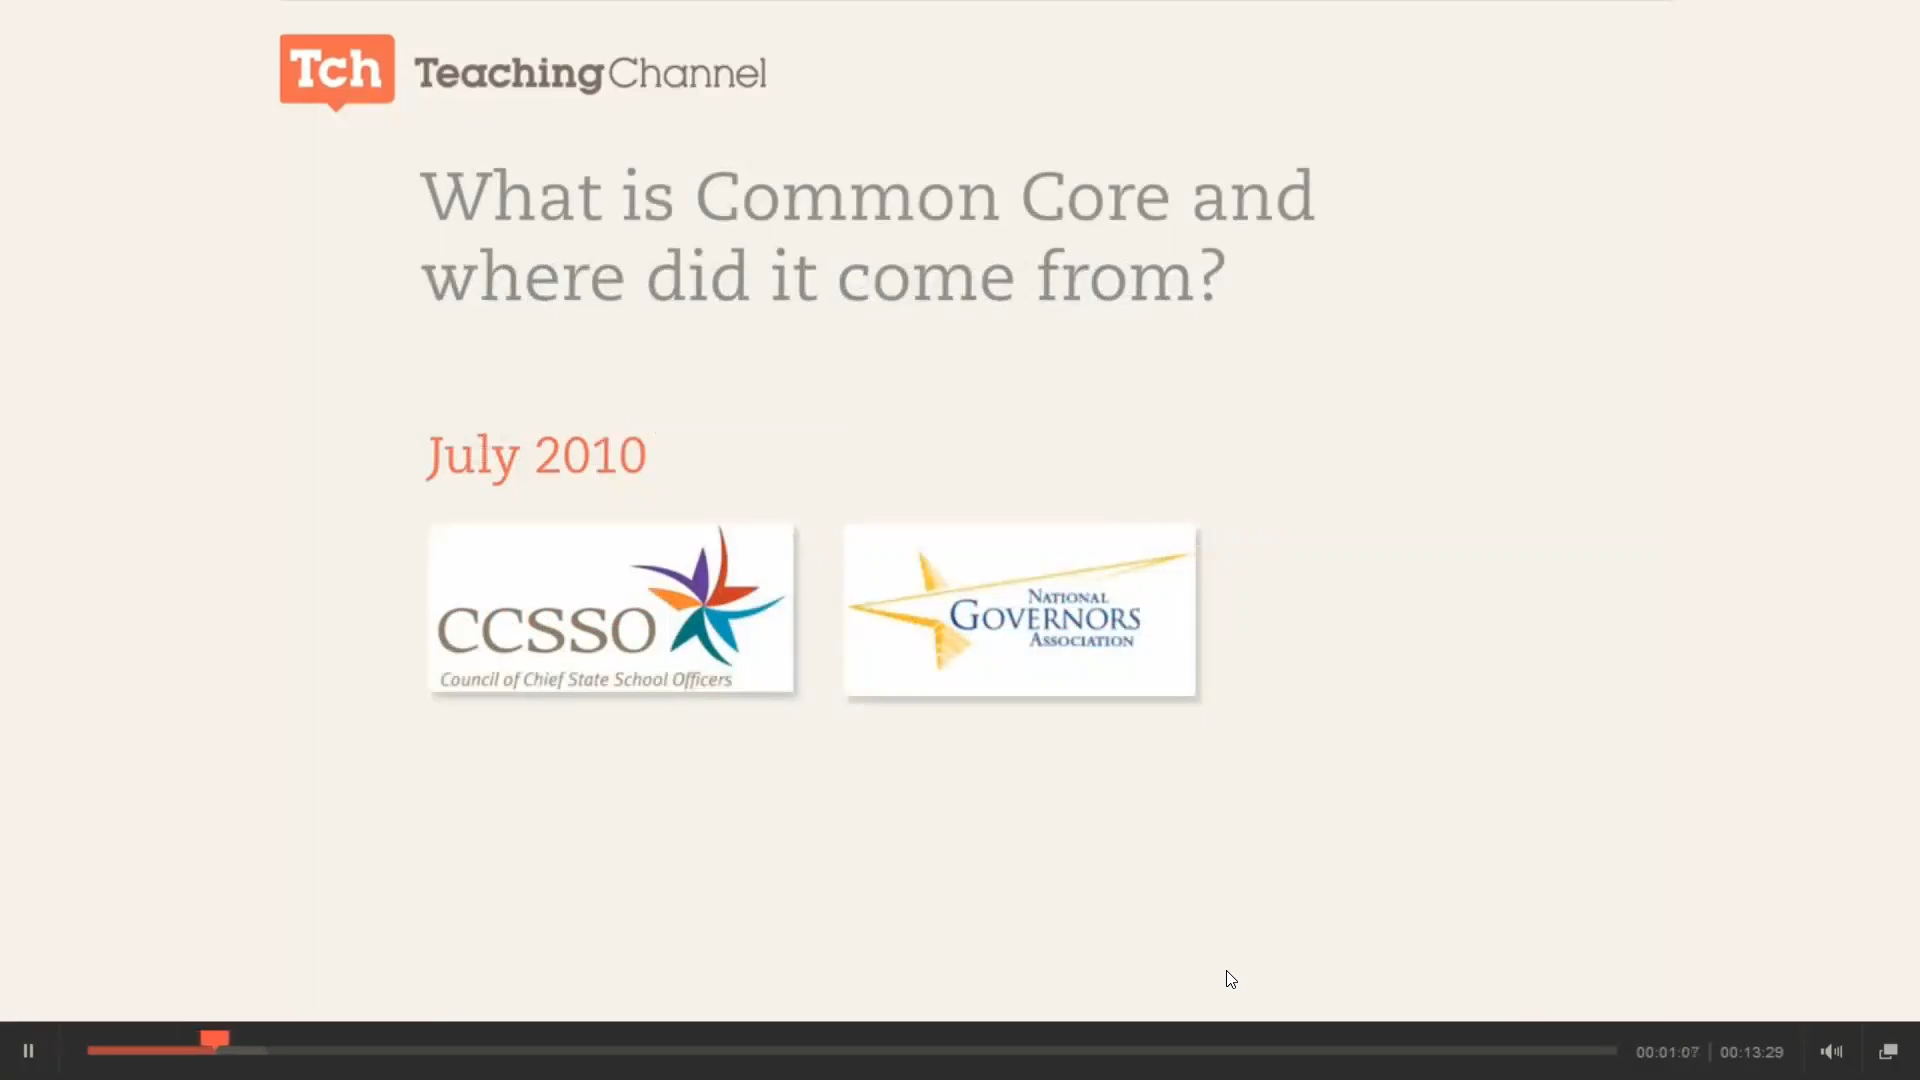 Tch TeachingChannel
What is Common Core and
where did it come from?
July 2010
CCSSO
Council of Chief State School Officers
NATIONAL
GOVERNORS
ASSOCIATION
00:01:07 | 00:13:29